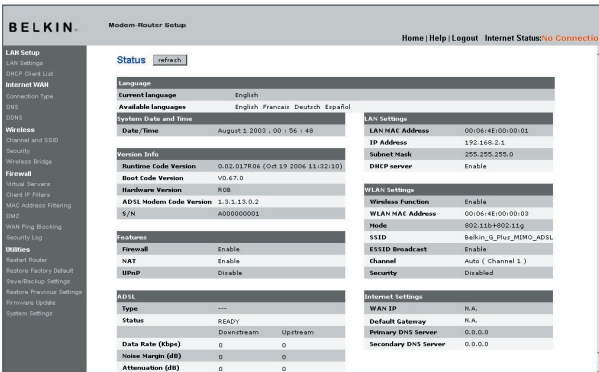 BELKIN
Modem-Router Setup
Home | Help | Logout Internet Status:No Connectio
LAN Setup
LAN Settings
DHCP Client List
Internet WAN
Connection Type
DNS
DDNS
Wireless
Channel and SSID
Security
Wireless Bridge
Firewall
Virtual Servers
Client IP Filters
MAC Address Filtering
DMZ
WAN Ping Blocking
Security Log
Utilities
Restart Router
Restore Factory Default
Save/Backup Settings
Restore Previous Settings
Firmware Update
System Settings
Status refresh
Language
Current language English
Available languages English Francais Deutsch Español
System Date and Time
Date/Time August 1 2003 , 00 : 56 : 48
Version Info
Runtime Code Version 0.02.017R06 (Oct 19 2006 11:32:10)
Boot Code Version V0.67.0
Hardware Version R0B
ADSL Modem Code Version 1.3.1.13.0.2
S/N A000000001
Features
Firewall Enable
NAT Enable
UPnP Disable
ADSL
Type ---
Status READY
Downstream Upstream
Data Rate (Kbps) 0 0
Noise Margin (dB) 0 0
Attenuation (dB) 0 0
LAN Settings
LAN MAC Address 00:06:4E:00:00:01
IP Address 192.168.2.1
Subnet Mask 255.255.255.0
DHCP server Enable
WLAN Settings
Wireless Function Enable
WLAN MAC Address 00:06:4E:00:00:03
Mode 802.11b+802.11g
SSID Belkin_G_Plus_MIMO_ADSL
ESSID Broadcast Enable
Channel Auto ( Channel 1 )
Security Disabled
Internet Settings
WAN IP N.A.
Default Gateway N.A.
Primary DNS Server 0.0.0.0
Secondary DNS Server 0.0.0.0